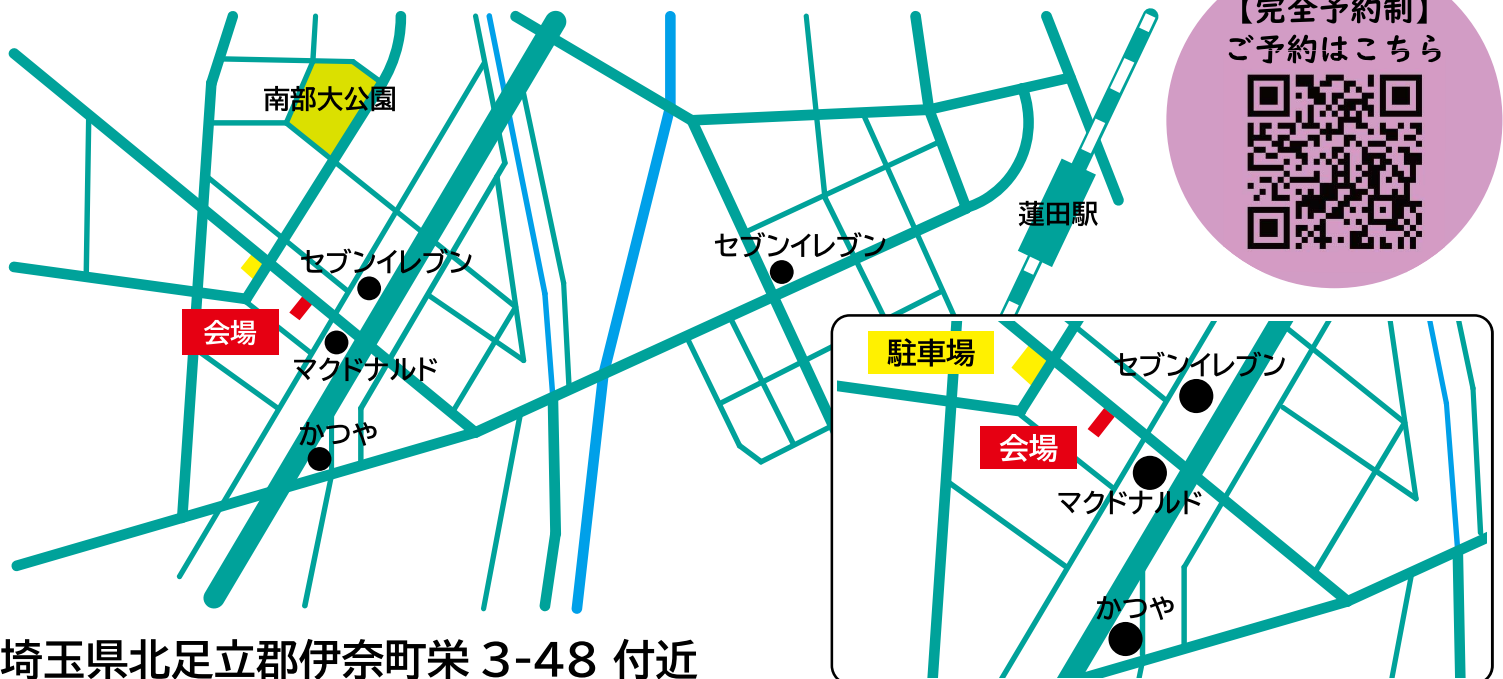 【完全予約制】
ご予約はこちら
南部大公園
蓮田駅
セブンイレブン
セブンイレブン
会場
マクドナルド
かつや
駐車場
セブンイレブン
会場
マクドナルド
かつや
埼玉県北足立郡伊奈町栄 3-48 付近